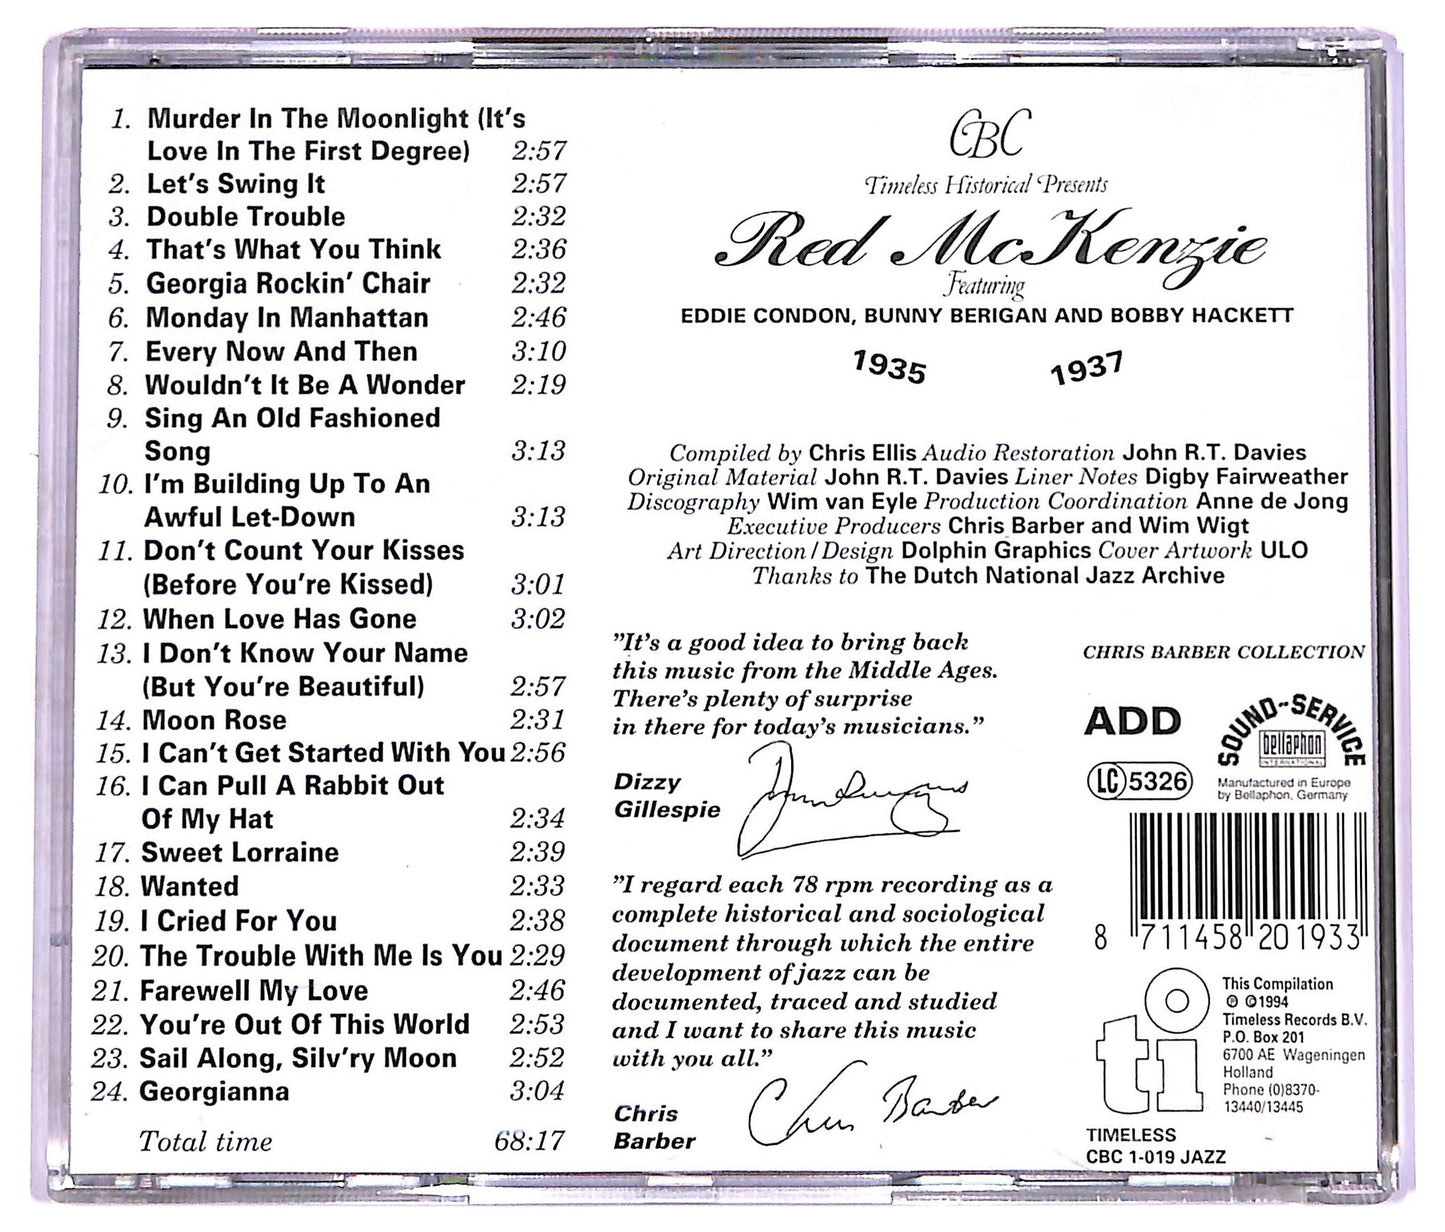 1. Murder In The Moonlight (It's
Love In The First Degree) 2:57
2. Let's Swing It 2:57
3. Double Trouble 2:32
4. That's What You Think 2:36
5. Georgia Rockin' Chair 2:32
6. Monday In Manhattan 2:46
7. Every Now And Then 3:10
8. Wouldn't It Be A Wonder 2:19
9. Sing An Old Fashioned
Song 3:13
10. I'm Building Up To An
Awful Let-Down 3:13
11. Don't Count Your Kisses
(Before You're Kissed) 3:01
12. When Love Has Gone 3:02
13. I Don't Know Your Name
(But You're Beautiful) 2:57
14. Moon Rose 2:31
15. I Can't Get Started With You 2:56
16. I Can Pull A Rabbit Out
Of My Hat 2:34
17. Sweet Lorraine 2:39
18. Wanted 2:33
19. I Cried For You 2:38
20. The Trouble With Me Is You 2:29
21. Farewell My Love 2:46
22. You're Out Of This World 2:53
23. Sail Along, Silv'ry Moon 2:52
24. Georgianna 3:04
Total time 68:17
CBC
Timeless Historical Presents
Red McKenzie
Featuring
EDDIE CONDON, BUNNY BERIGAN AND BOBBY HACKETT
1935 1937
Compiled by Chris Ellis Audio Restoration John R.T. Davies
Original Material John R.T. Davies Liner Notes Digby Fairweather
Discography Wim van Eyle Production Coordination Anne de Jong
Executive Producers Chris Barber and Wim Wigt
Art Direction/Design Dolphin Graphics Cover Artwork ULO
Thanks to The Dutch National Jazz Archive
"It's a good idea to bring back
this music from the Middle Ages.
There's plenty of surprise
in there for today's musicians."
Dizzy
Gillespie
"I regard each 78 rpm recording as a
complete historical and sociological
document through which the entire
development of jazz can be
documented, traced and studied
and I want to share this music
with you all."
Chris
Barber
Chris Barber
CHRIS BARBER COLLECTION
ADD
SOUND-SERVICE
bellaphon
INTERNATIONAL
LC 5326
Manufactured in Europe
by Bellaphon, Germany
8 711458 201933
ti
This Compilation
℗ ©1994
Timeless Records B.V.
P.O. Box 201
6700 AE Wageningen
Holland
Phone (0)8370-
13440/13445
TIMELESS
CBC 1-019 JAZZ